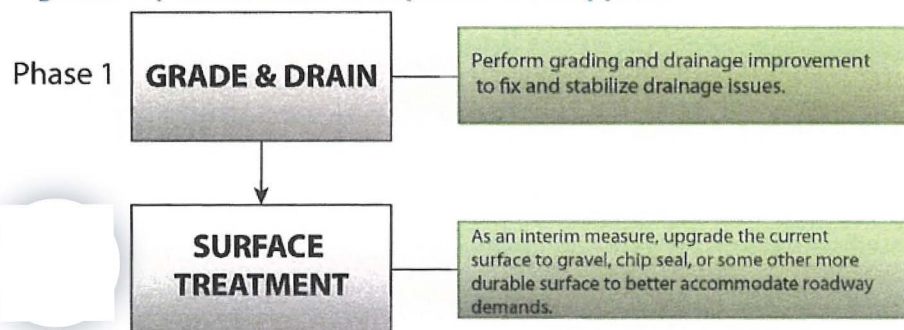 Phase 1
GRADE & DRAIN
Perform grading and drainage improvement
to fix and stabilize drainage issues.
SURFACE
TREATMENT
As an interim measure, upgrade the current
surface to gravel, chip seal, or some other more
durable surface to better accommodate roadway
demands.